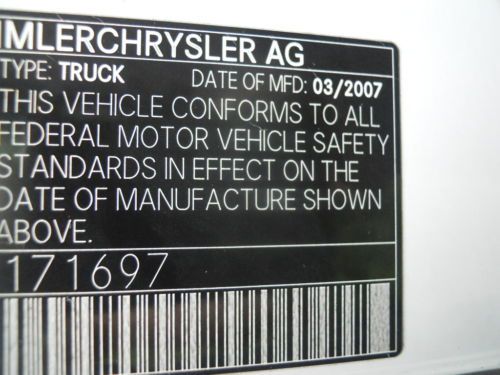 IMLERCHRYSLER AG
TYPE: TRUCK DATE OF MFD: 03/2007
THIS VEHICLE CONFORMS TO ALL
FEDERAL MOTOR VEHICLE SAFETY
STANDARDS IN EFFECT ON THE
DATE OF MANUFACTURE SHOWN
ABOVE.
171697